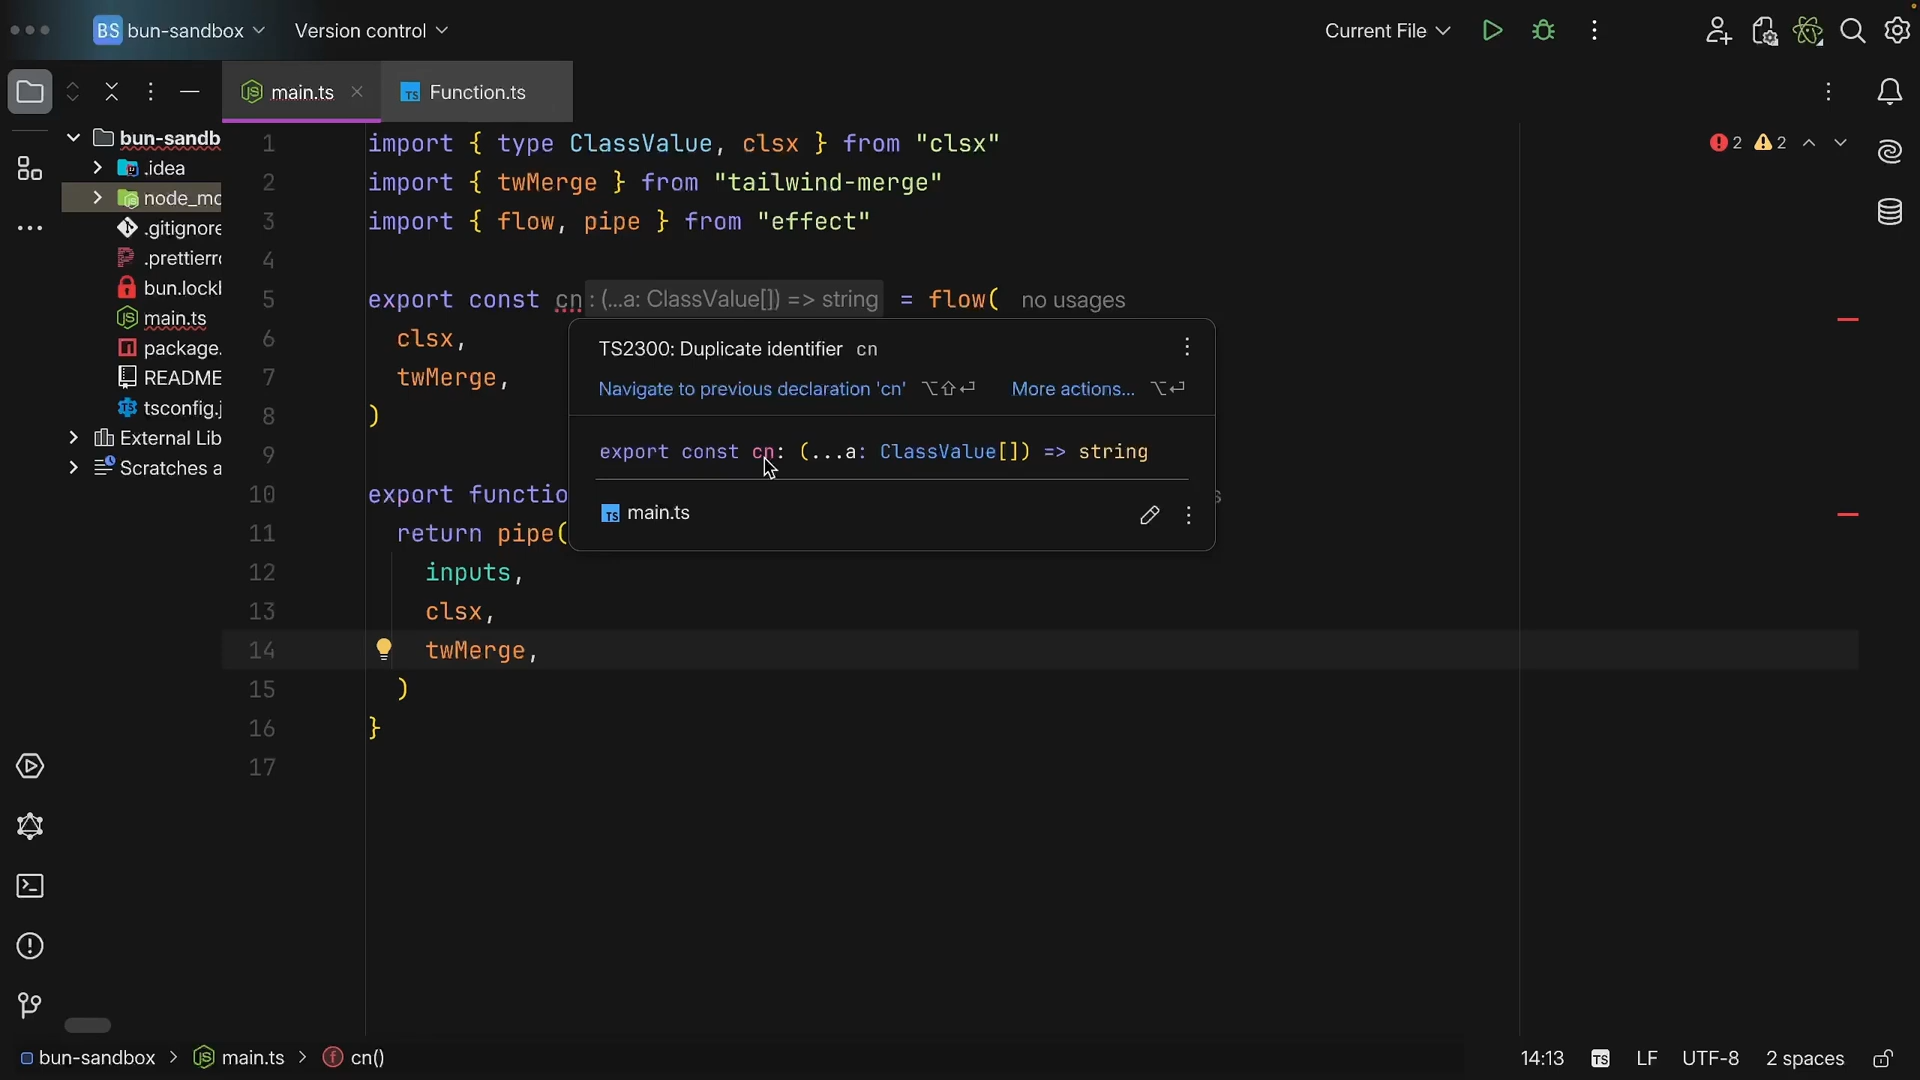 BS bun-sandbox Version control Current File
main.ts Function.ts
bun-sandb
.idea
node_mo
.gitignore
.prettierrc
bun.lockl
main.ts
package.
README
tsconfig.j
External Lib
Scratches a
1 import { type ClassValue, clsx } from "clsx" 2 2
2 import { twMerge } from "tailwind-merge"
3 import { flow, pipe } from "effect"
4
5 export const cn : (...a: ClassValue[]) => string = flow( no usages
6 clsx,
7 twMerge,
8 )
9
10 export functio s
11 return pipe(
12 inputs,
13 clsx,
14 twMerge,
15 )
16 }
17
TS2300: Duplicate identifier cn
Navigate to previous declaration 'cn' ⌥⇧⏎ More actions... ⌥⏎
export const cn: (...a: ClassValue[]) => string
TS main.ts
bun-sandbox > main.ts > cn() 14:13 TS LF UTF-8 2 spaces